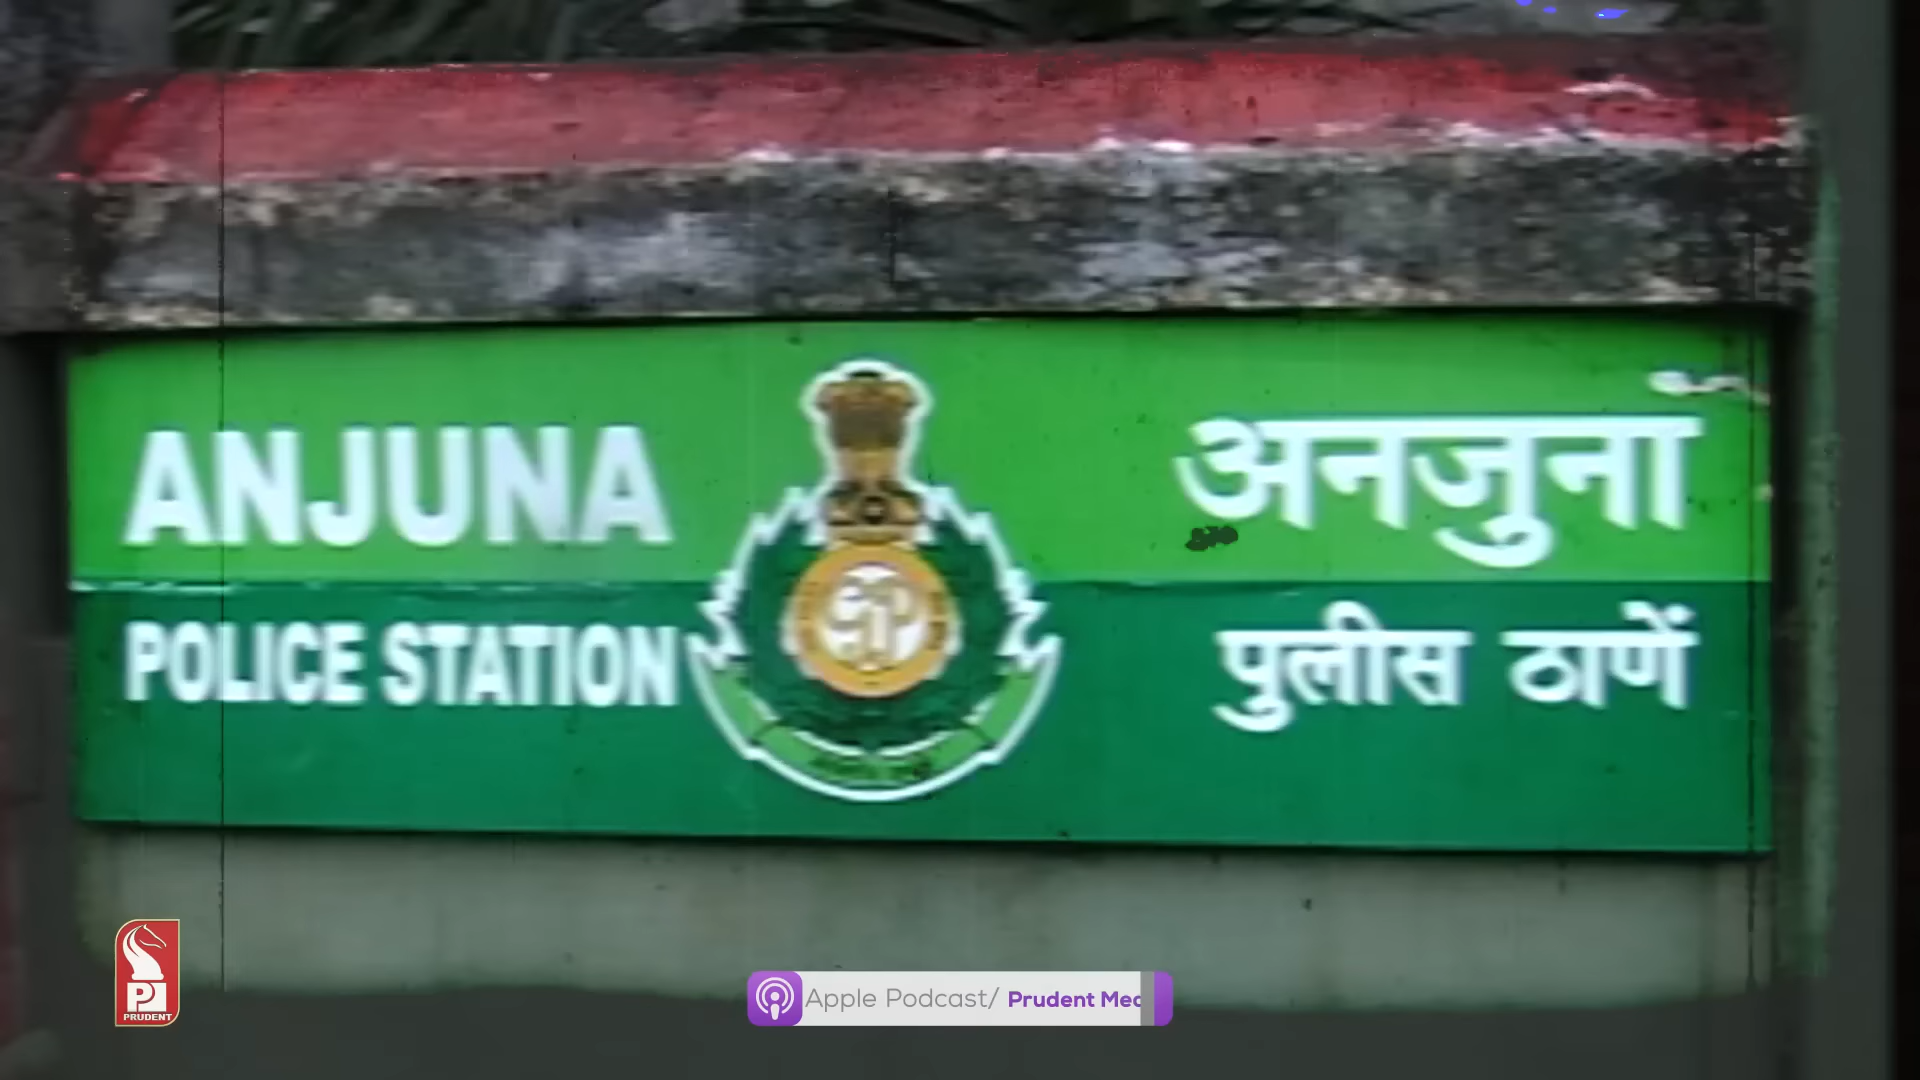 ANJUNA
अनजुना
POLICE STATION
पुलीस ठाणें
PRUDENT
Apple Podcast/ Prudent Med